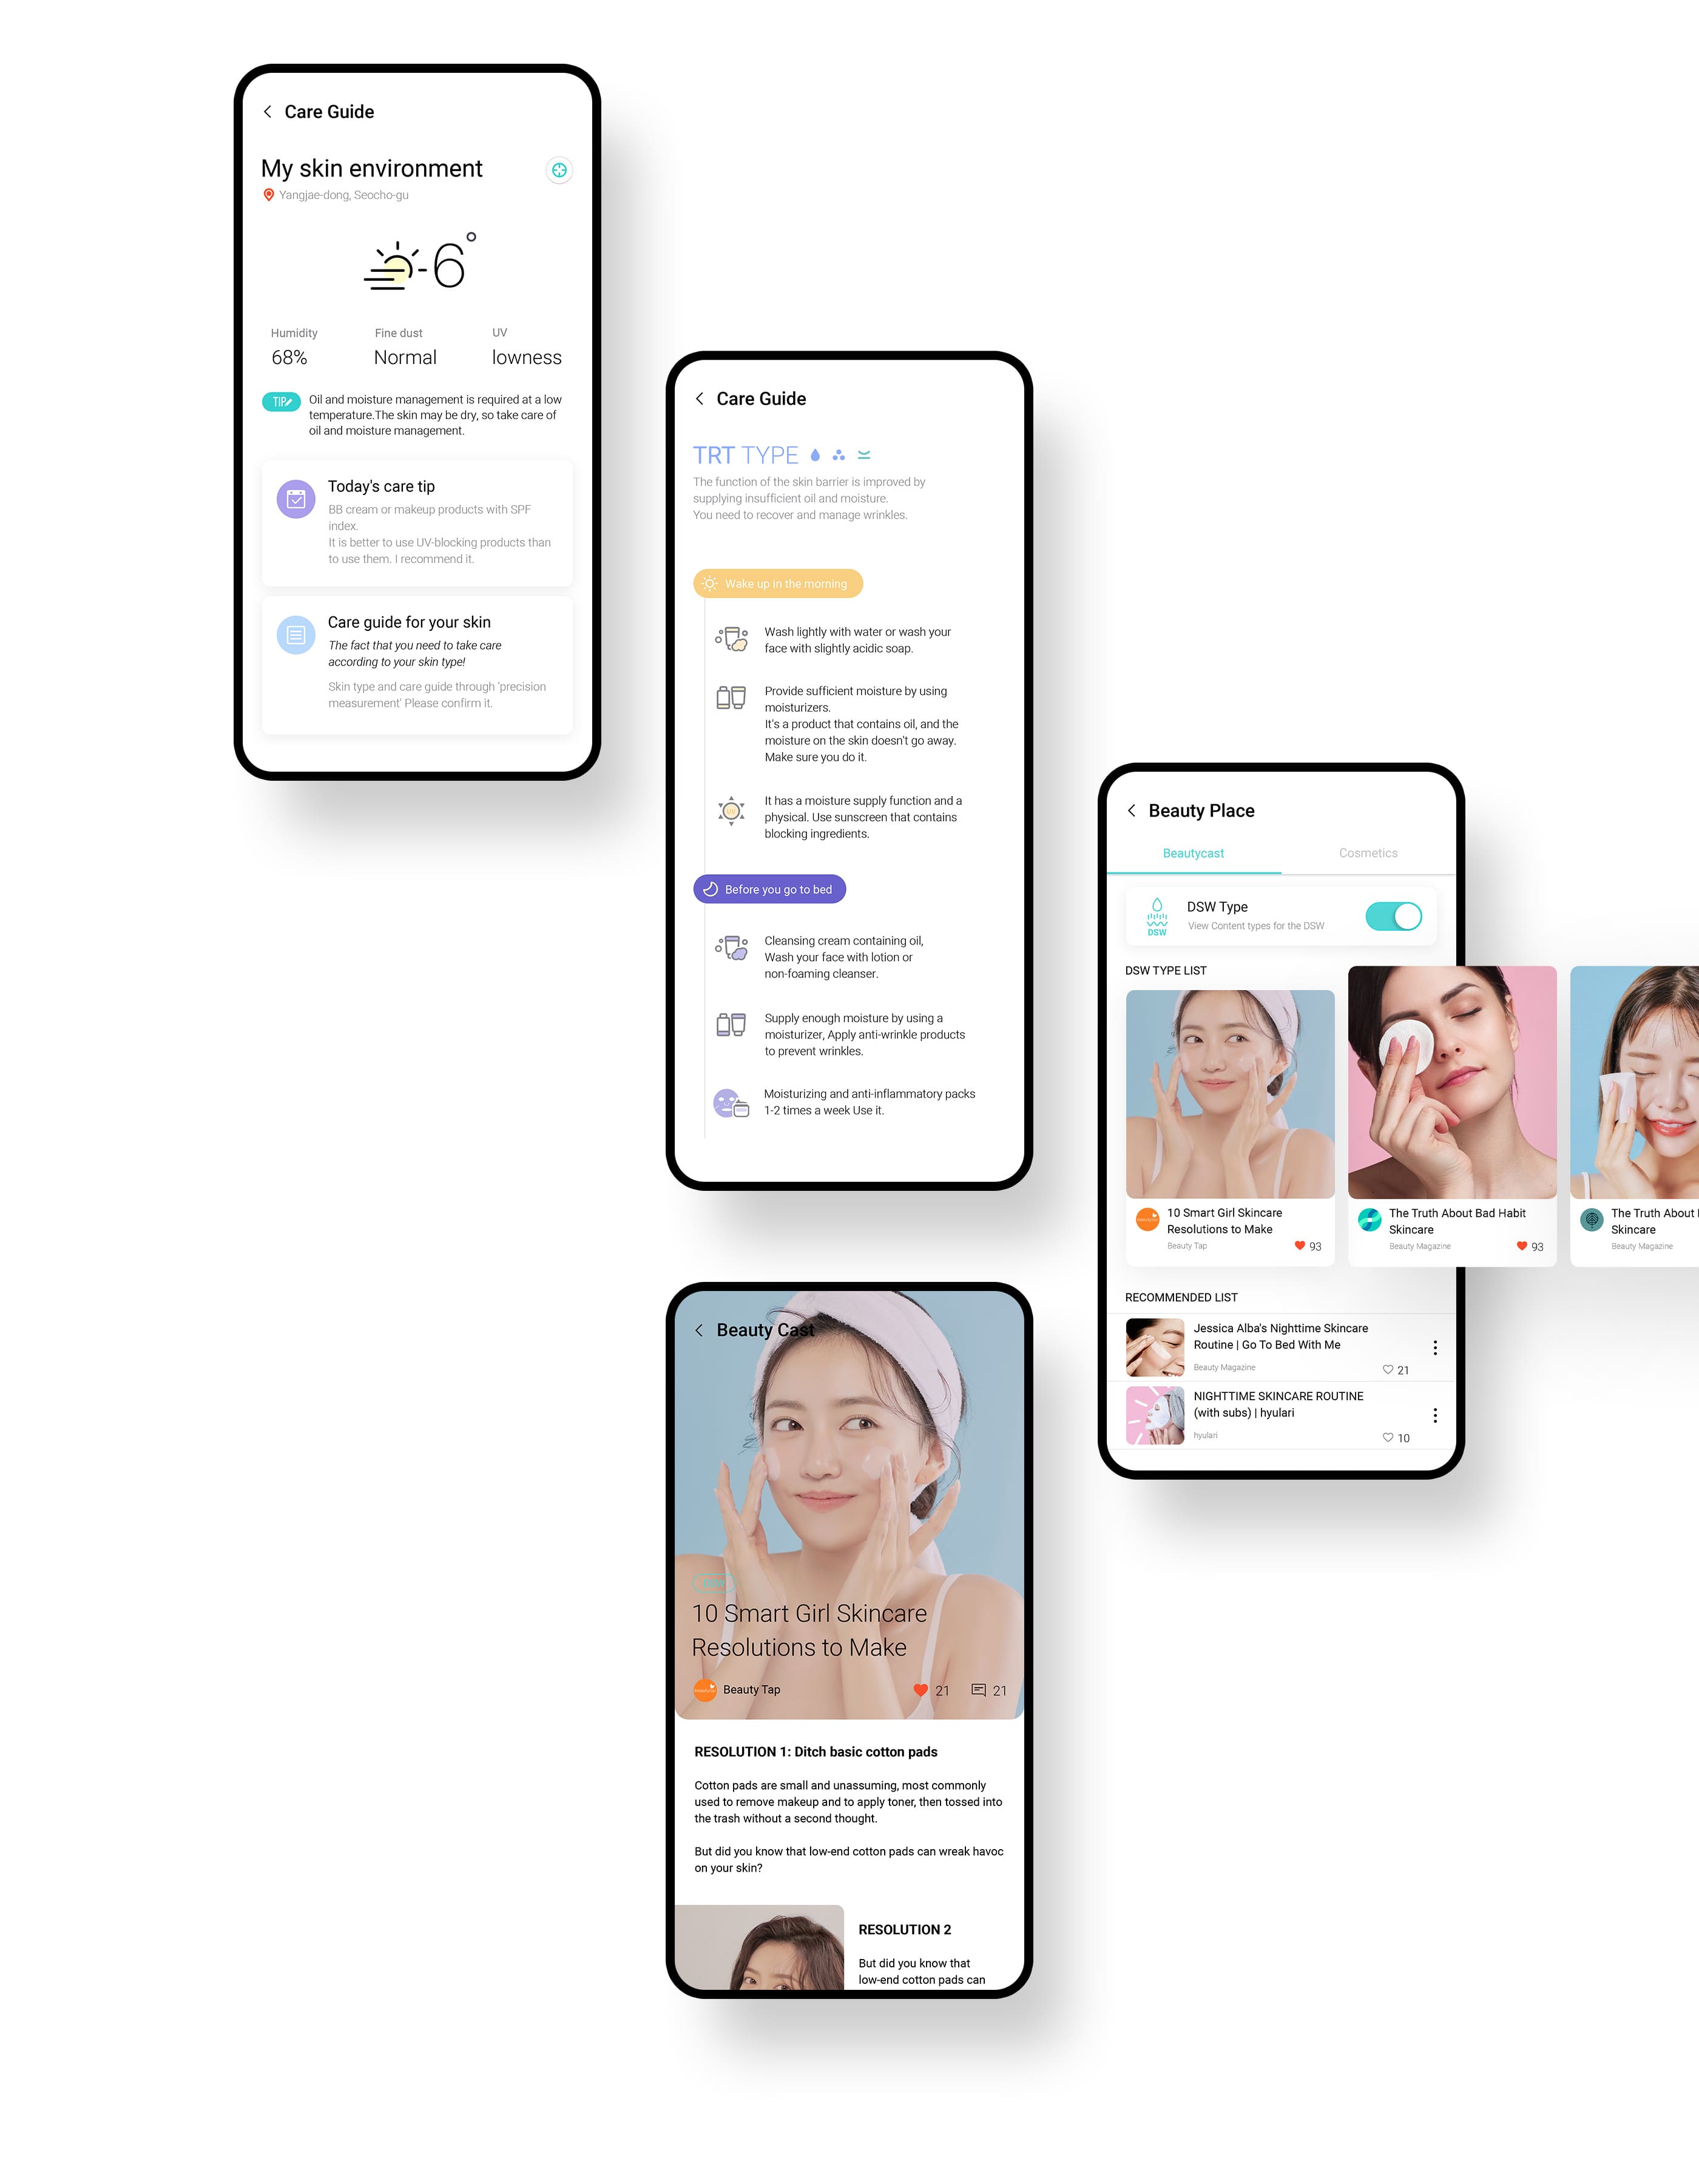 Care Guide
My skin environment
Yangjae-dong, Seocho-gu
-6°
Humidity
Fine dust
UV
68%
Normal
lowness
TIP
Oil and moisture management is required at a low
temperature.The skin may be dry, so take care of
oil and moisture management.
Today's care tip
BB cream or makeup products with SPF
index.
It is better to use UV-blocking products than
to use them. I recommend it.
Care guide for your skin
The fact that you need to take care
according to your skin type!
Skin type and care guide through 'precision
measurement' Please confirm it.
Care Guide
TRT TYPE
The function of the skin barrier is improved by
supplying insufficient oil and moisture.
You need to recover and manage wrinkles.
Wake up in the morning
Wash lightly with water or wash your
face with slightly acidic soap.
Provide sufficient moisture by using
moisturizers.
It's a product that contains oil, and the
moisture on the skin doesn't go away.
Make sure you do it.
It has a moisture supply function and a
physical. Use sunscreen that contains
blocking ingredients.
Before you go to bed
Cleansing cream containing oil,
Wash your face with lotion or
non-foaming cleanser.
Supply enough moisture by using a
moisturizer, Apply anti-wrinkle products
to prevent wrinkles.
Moisturizing and anti-inflammatory packs
1-2 times a week Use it.
Beauty Place
Beautycast
Cosmetics
DSW
DSW Type
View Content types for the DSW
DSW TYPE LIST
10 Smart Girl Skincare
Resolutions to Make
Beauty Tap
93
The Truth About Bad Habit
Skincare
Beauty Magazine
93
The Truth About
Skincare
Beauty Magazine
RECOMMENDED LIST
Jessica Alba's Nighttime Skincare
Routine | Go To Bed With Me
Beauty Magazine
21
NIGHTTIME SKINCARE ROUTINE
(with subs) | hyulari
hyulari
10
Beauty Cast
10 Smart Girl Skincare
Resolutions to Make
Beauty Tap
21
21
RESOLUTION 1: Ditch basic cotton pads
Cotton pads are small and unassuming, most commonly
used to remove makeup and to apply toner, then tossed into
the trash without a second thought.
But did you know that low-end cotton pads can wreak havoc
on your skin?
RESOLUTION 2
But did you know that
low-end cotton pads can